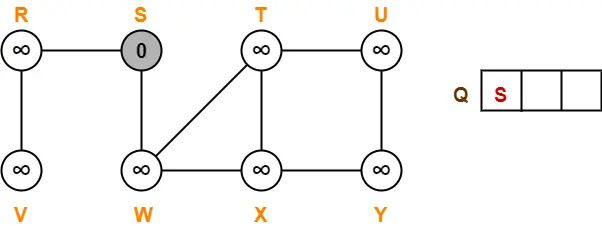 R S T U
∞ 0 ∞ ∞
Q S
∞ ∞ ∞ ∞
V W X Y